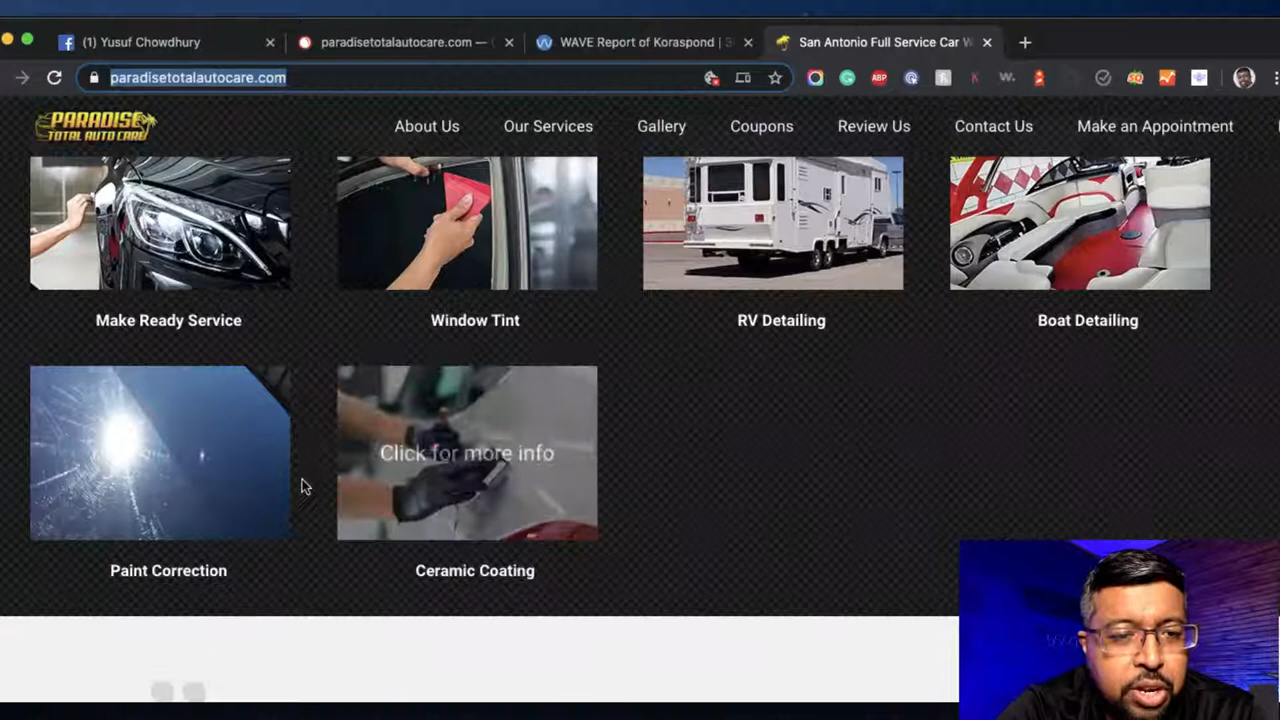 (1) Yusuf Chowdhury
paradisetotalautocare.com — (
WAVE Report of Koraspond | 3
San Antonio Full Service Car W
paradisetotalautocare.com
ABP
PARADISE
TOTAL AUTO CARE
About Us
Our Services
Gallery
Coupons
Review Us
Contact Us
Make an Appointment
Make Ready Service
Window Tint
RV Detailing
Boat Detailing
Click for more info
Paint Correction
Ceramic Coating